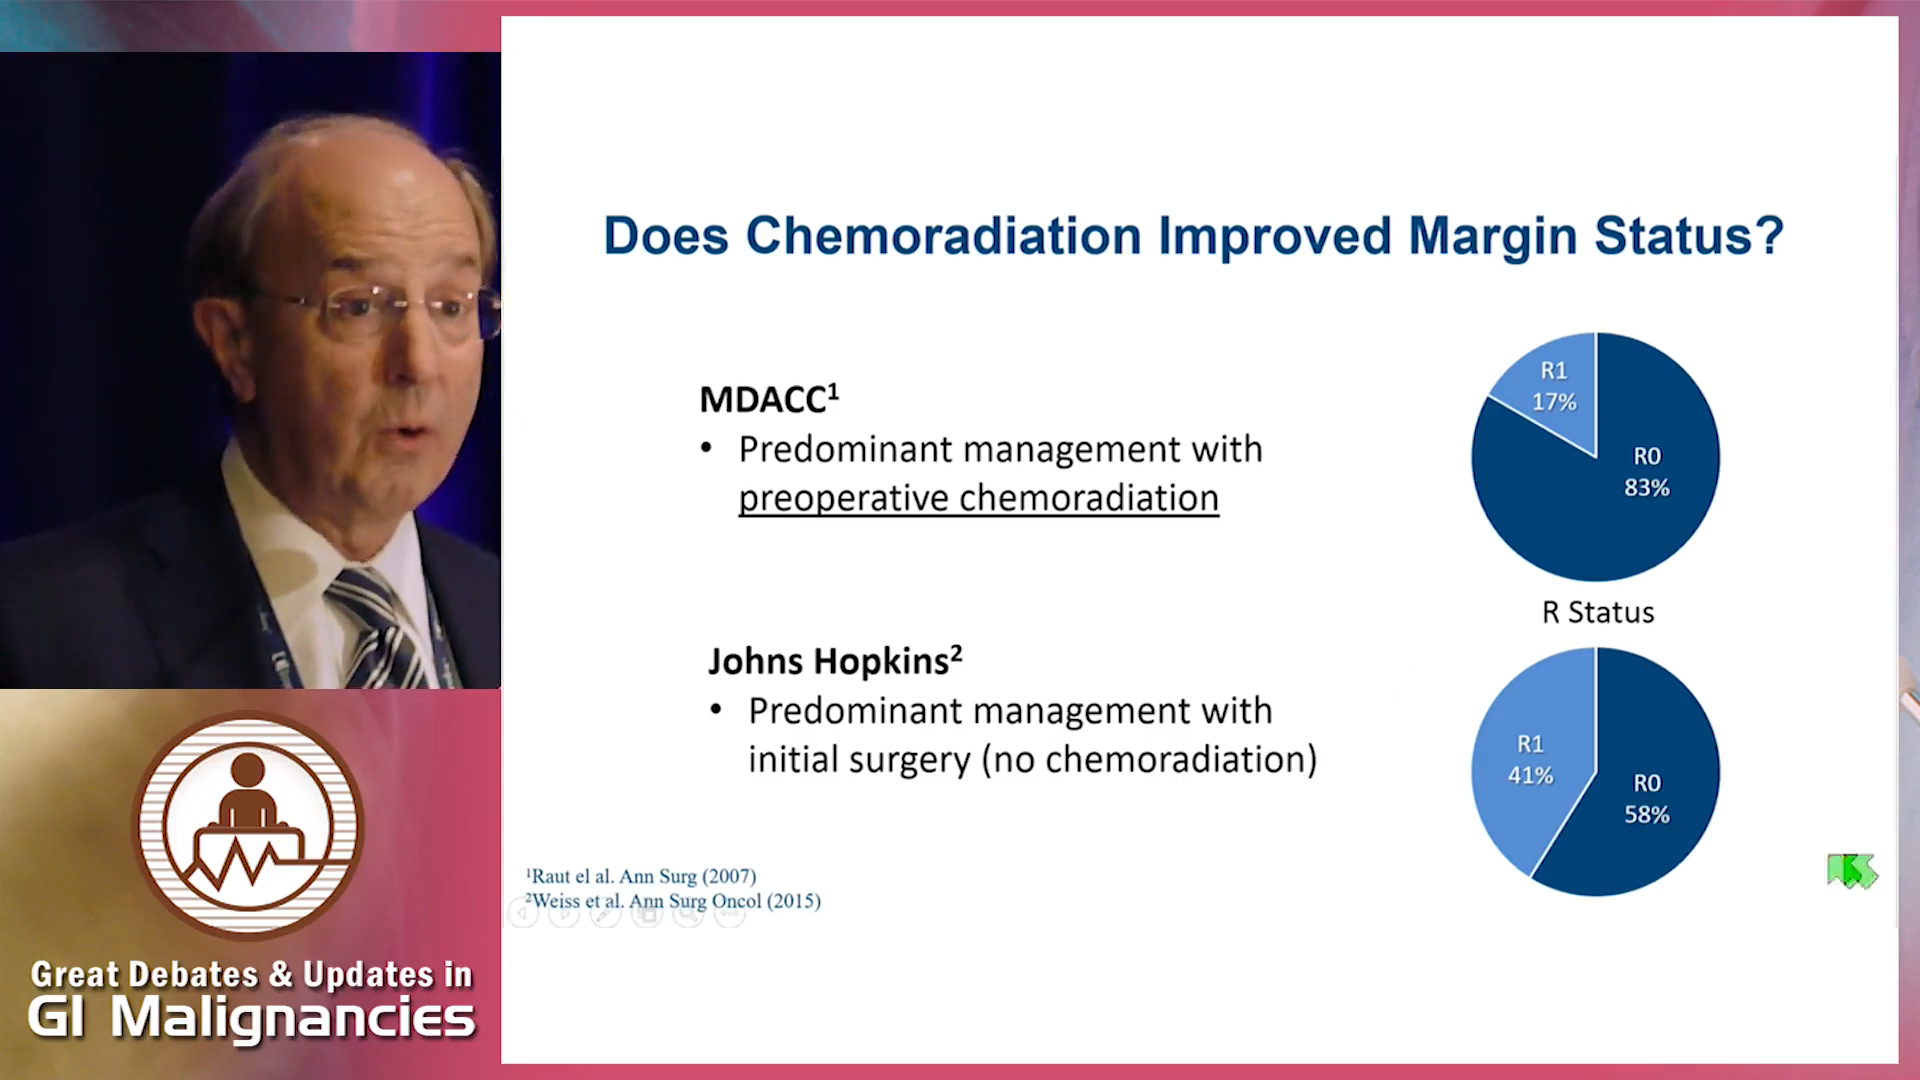 Does Chemoradiation Improved Margin Status?
MDACC1
• Predominant management with
preoperative chemoradiation
R1
17%
R0
83%
R Status
Johns Hopkins2
• Predominant management with
initial surgery (no chemoradiation)
R1
41%
R0
58%
1Raut el al. Ann Surg (2007)
2Weiss et al. Ann Surg Oncol (2015)
Great Debates & Updates in
GI Malignancies